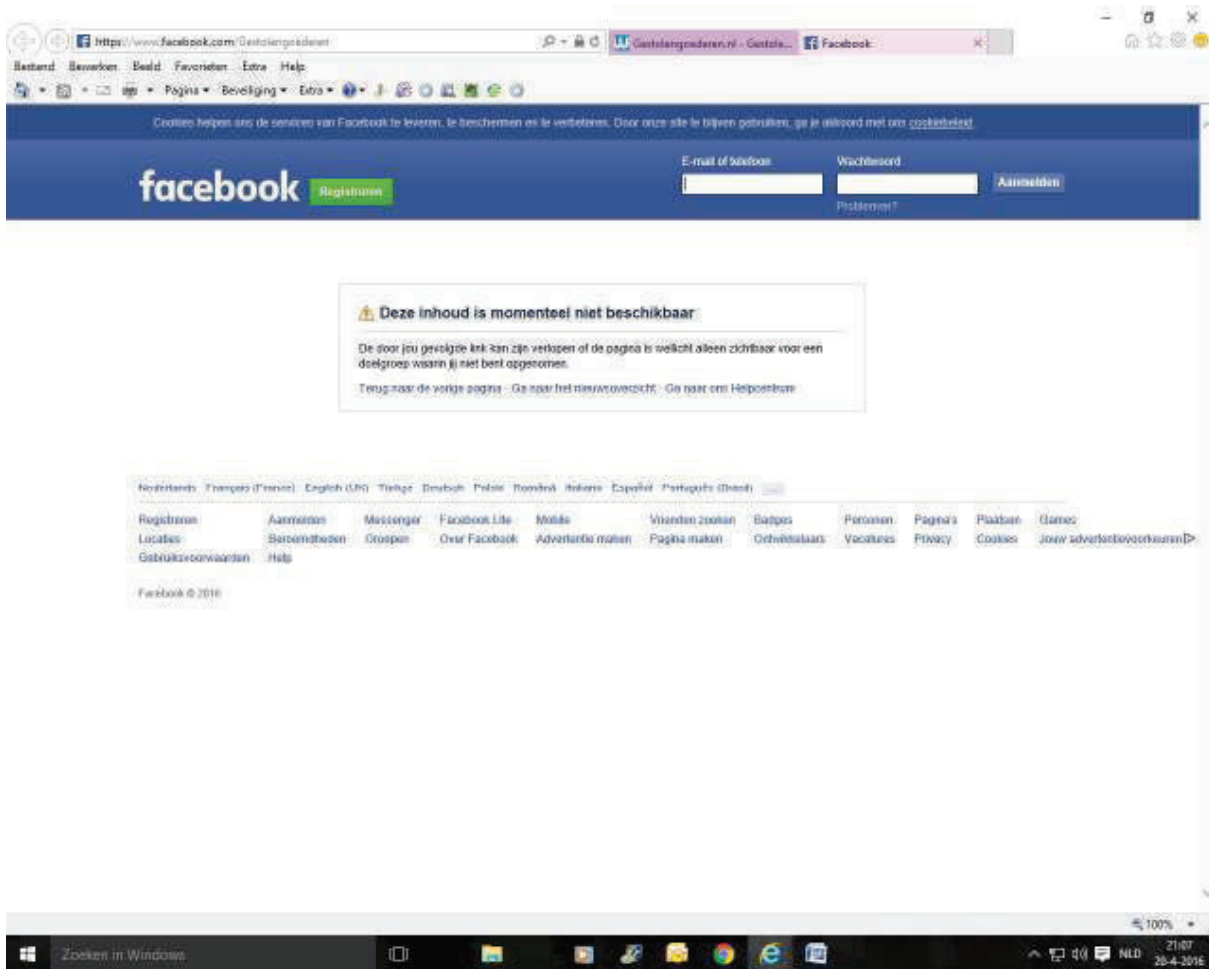 https://www.facebook.com/Gestolengoederen
Gestolengoederen.nl - Gestole...
Facebook
Bestand Bewerken Beeld Favorieten Extra Help
Pagina Beveiliging Extra
Cookies helpen ons de services van Facebook te leveren, te beschermen en te verbeteren. Door onze site te blijven gebruiken, ga je akkoord met ons cookiebeleid.
E-mail of telefoon Wachtwoord
facebook Registreren Aanmelden
Problemen?
Deze inhoud is momenteel niet beschikbaar
De door jou gevolgde link kan zijn verlopen of de pagina is wellicht alleen zichtbaar voor een
doelgroep waarin jij niet bent opgenomen.
Terug naar de vorige pagina · Ga naar het nieuwsoverzicht · Ga naar ons Helpcentrum
Nederlands Français (France) English (US) Türkçe Deutsch Polski Română Italiano Español Português (Brasil) ...
Registreren Aanmelden Messenger Facebook Lite Mobile Vrienden zoeken Badges Personen Pagina's Plaatsen Games
Locaties Beroemdheden Groepen Over Facebook Advertentie maken Pagina maken Ontwikkelaars Vacatures Privacy Cookies Jouw advertentievoorkeuren
Gebruiksvoorwaarden Help
Facebook © 2016
100%
Zoeken in Windows
NLD
21:07
28-4-2016